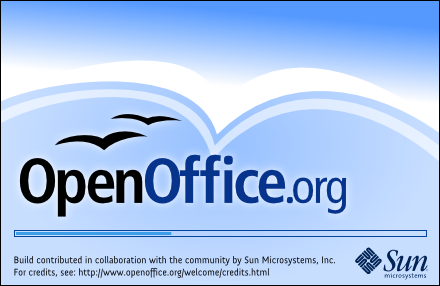 OpenOffice.org
Build contributed in collaboration with the community by Sun Microsystems, Inc.
For credits, see: http://www.openoffice.org/welcome/credits.html
Sun
microsystems